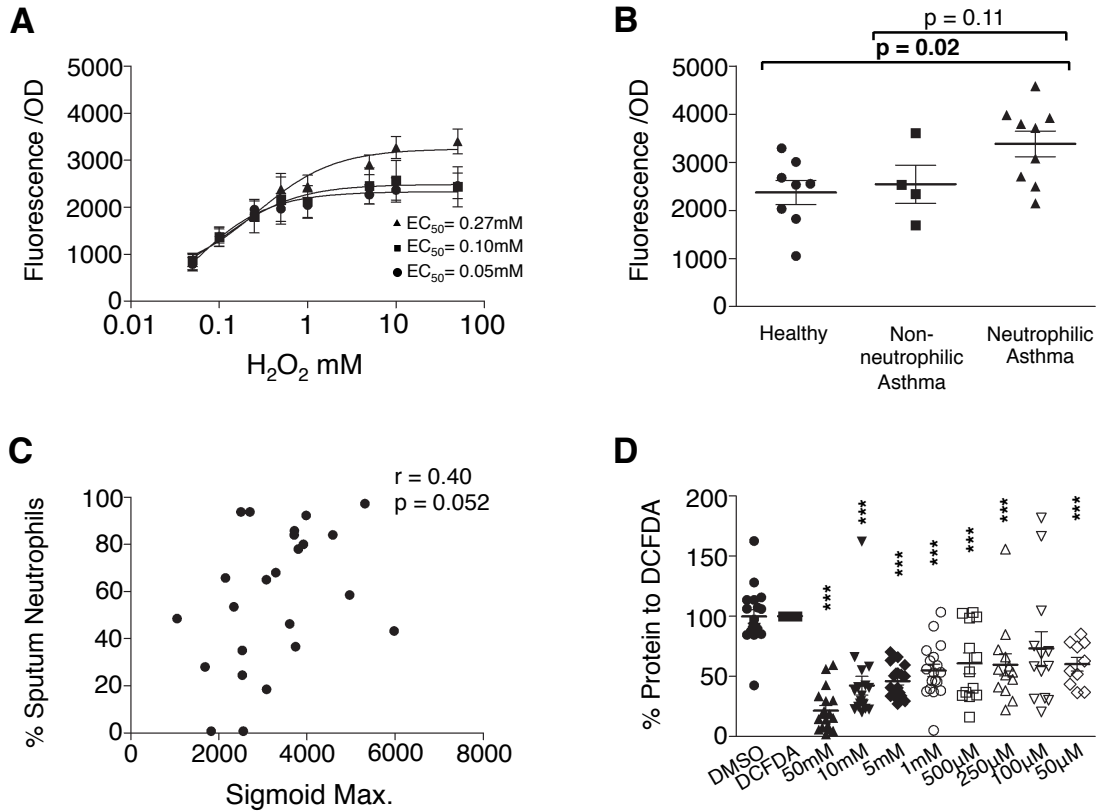 A
Fluorescence /OD
5000
4000
3000
2000
1000
0
0.01
0.1
1
10
100
H₂O₂ mM
EC₅₀= 0.27mM
EC₅₀= 0.10mM
EC₅₀= 0.05mM
B
p = 0.11
p = 0.02
Fluorescence /OD
5000
4000
3000
2000
1000
0
Healthy
Non-
neutrophilic
Asthma
Neutrophilic
Asthma
C
r = 0.40
p = 0.052
% Sputum Neutrophils
100
80
60
40
20
0
0
2000
4000
6000
8000
Sigmoid Max.
D
% Protein to DCFDA
200
150
100
50
0
***
***
***
***
***
***
***
DMSO
DCFDA
50mM
10mM
5mM
1mM
500µM
250µM
100µM
50µM